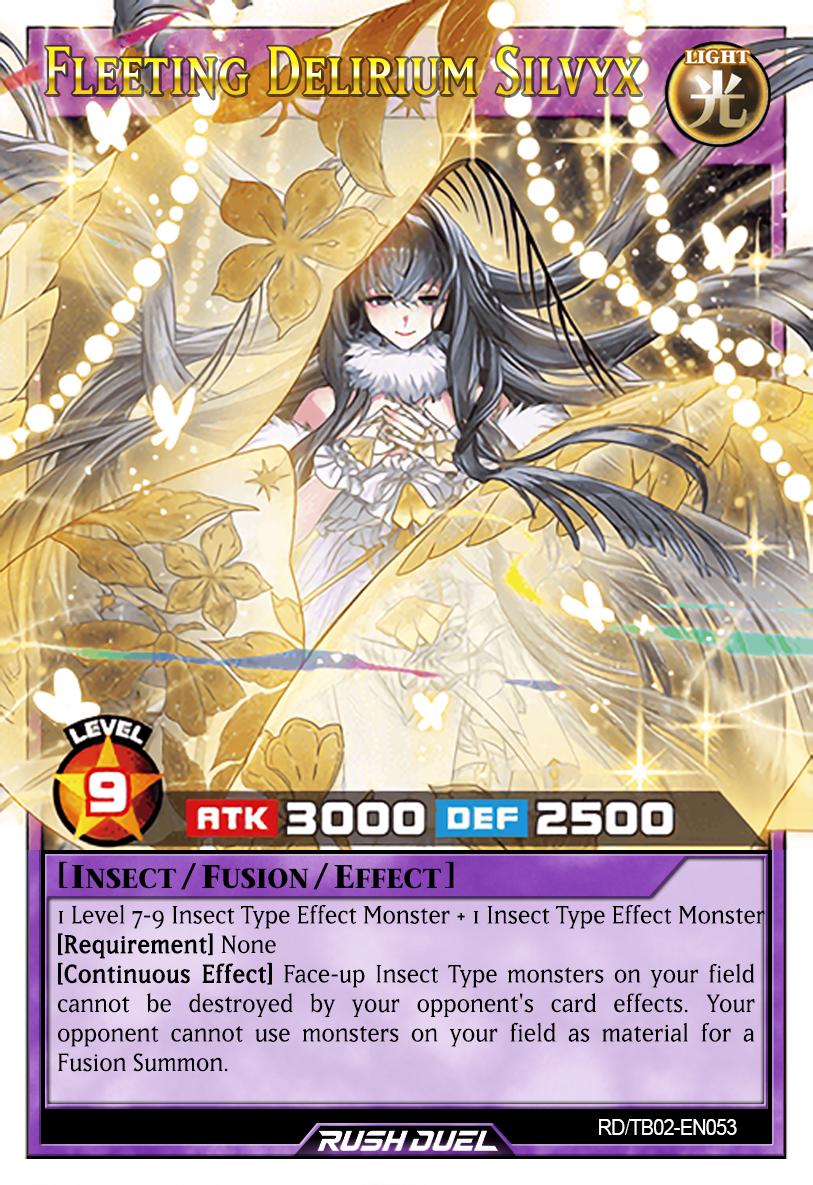 Fleeting Delirium Silvyx
LIGHT
光
LEVEL
9
ATK 3000 DEF 2500
[Insect / Fusion / Effect]
1 Level 7-9 Insect Type Effect Monster + 1 Insect Type Effect Monster
[Requirement] None
[Continuous Effect] Face-up Insect Type monsters on your field
cannot be destroyed by your opponent's card effects. Your
opponent cannot use monsters on your field as material for a
Fusion Summon.
RD/TB02-EN053
RUSH DUEL